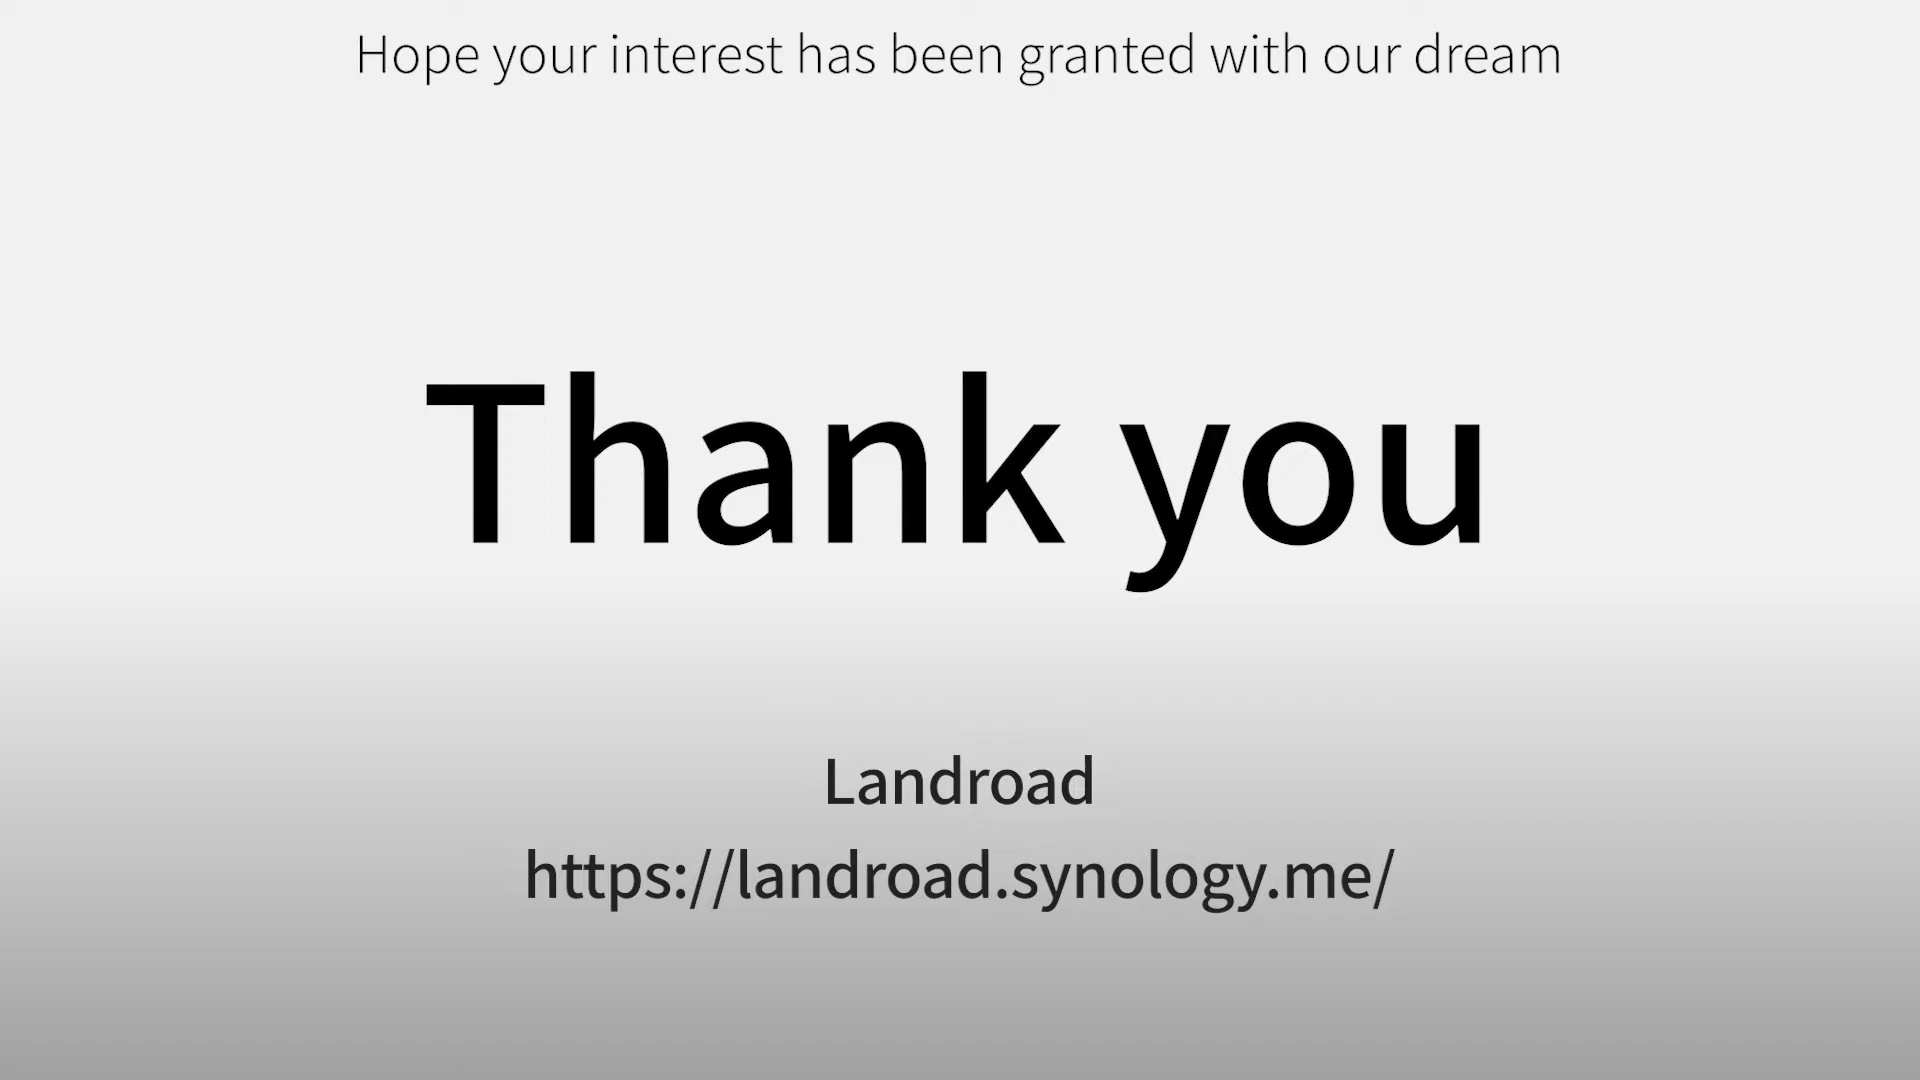 Hope your interest has been granted with our dream
Thank you
Landroad
https://landroad.synology.me/